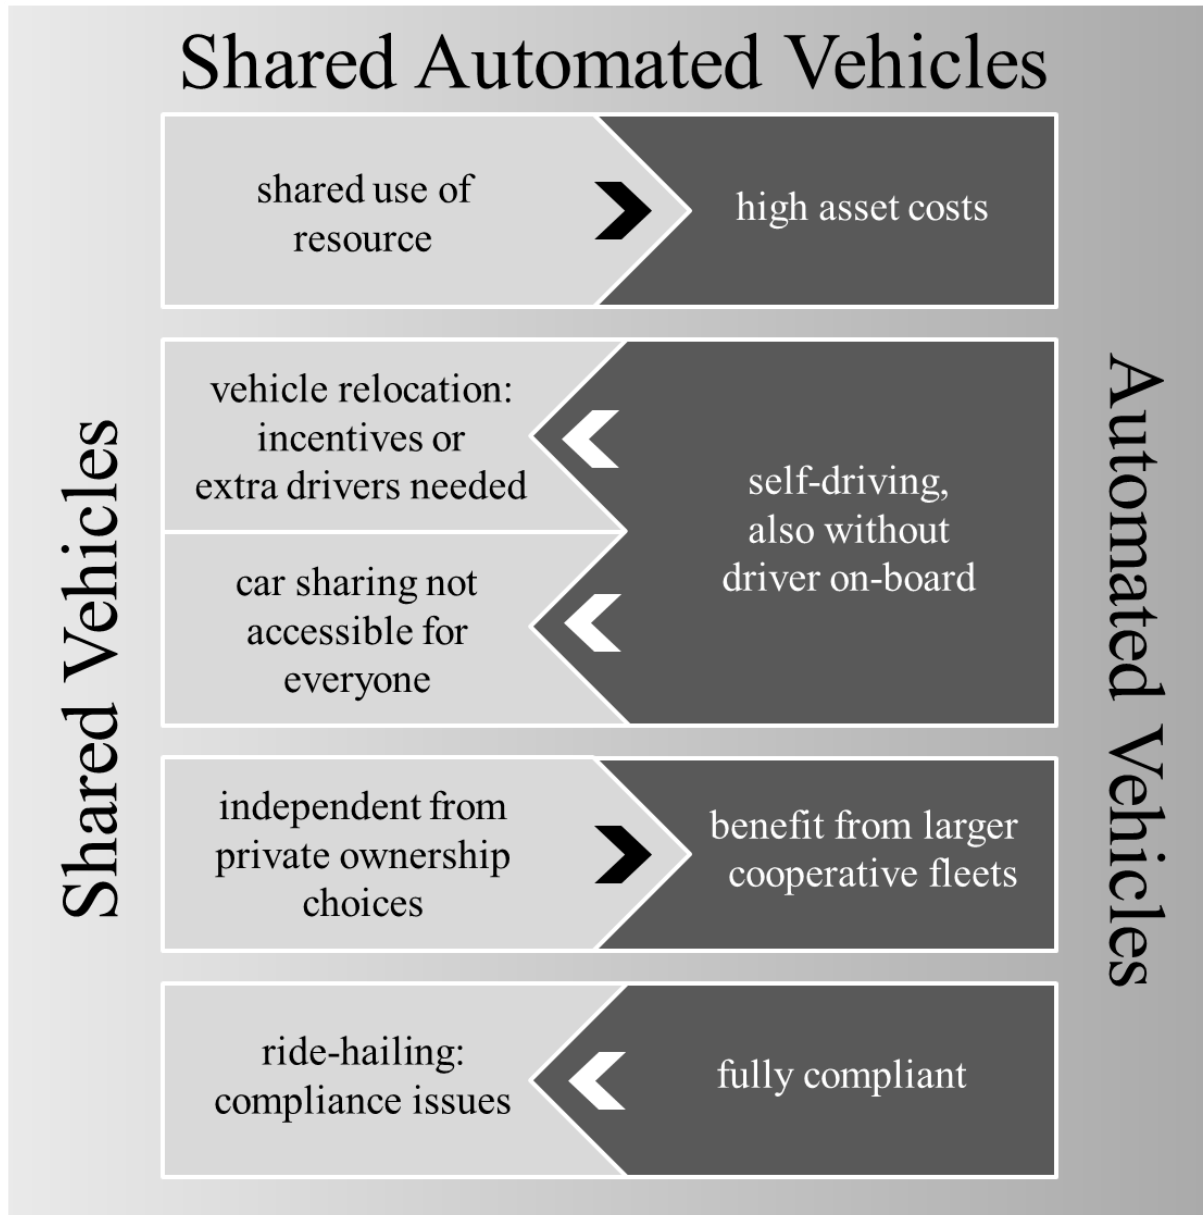 Shared Automated Vehicles
Shared Vehicles
shared use of
resource
high asset costs
vehicle relocation:
incentives or
extra drivers needed
car sharing not
accessible for
everyone
self-driving,
also without
driver on-board
independent from
private ownership
choices
benefit from larger
cooperative fleets
ride-hailing:
compliance issues
fully compliant
Automated Vehicles